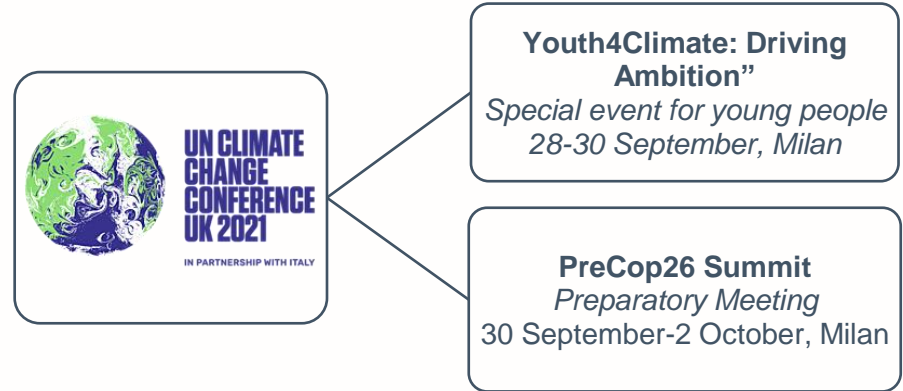 UN CLIMATE
CHANGE
CONFERENCE
UK 2021
IN PARTNERSHIP WITH ITALY
Youth4Climate: Driving
Ambition”
Special event for young people
28-30 September, Milan
PreCop26 Summit
Preparatory Meeting
30 September-2 October, Milan